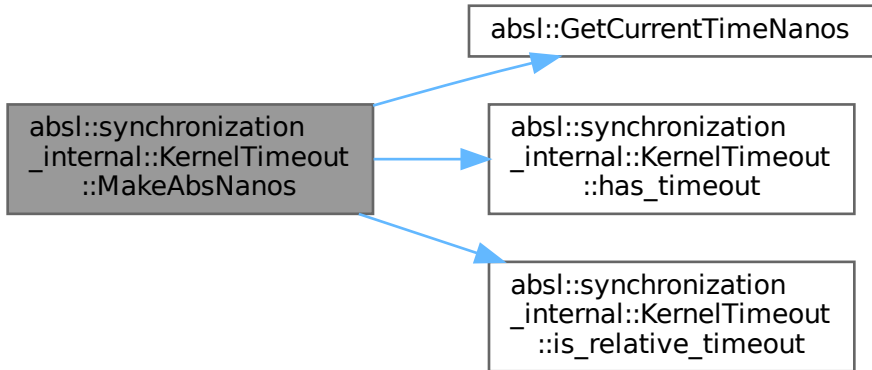 absl::GetCurrentTimeNanos
absl::synchronization
_internal::KernelTimeout
::MakeAbsNanos
absl::synchronization
_internal::KernelTimeout
::has_timeout
absl::synchronization
_internal::KernelTimeout
::is_relative_timeout